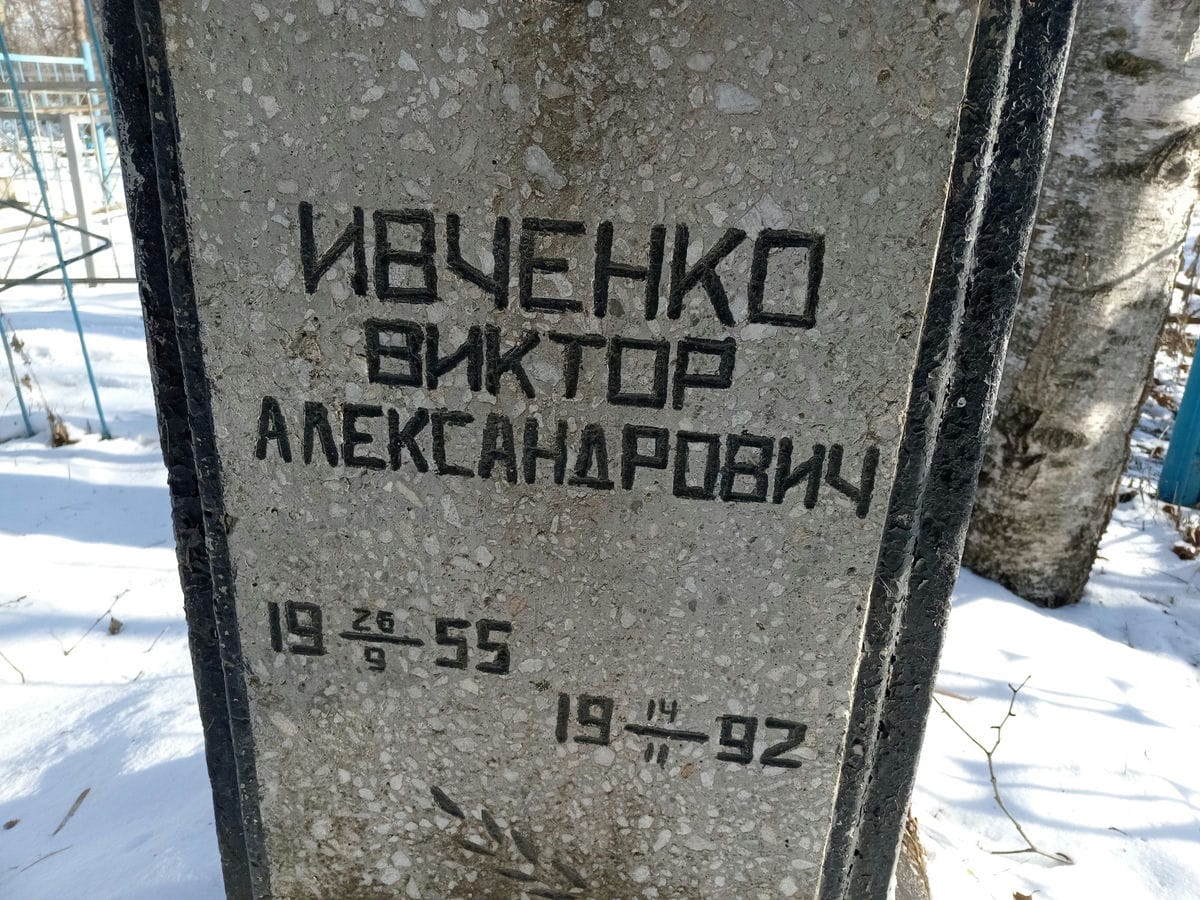 ИВЧЕНКО
ВИКТОР
АЛЕКСАНДРОВИЧ
19 26/9 55
19 14/11 92